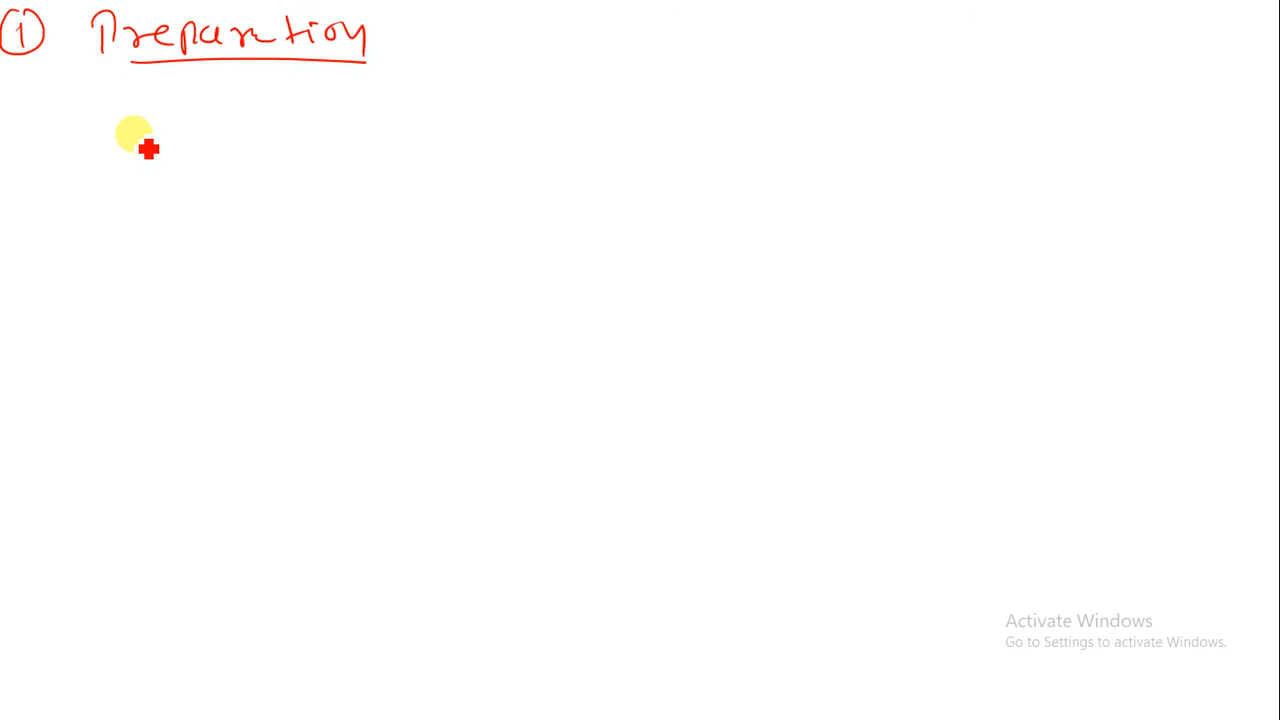 ① Preparation
Activate Windows
Go to Settings to activate Windows.